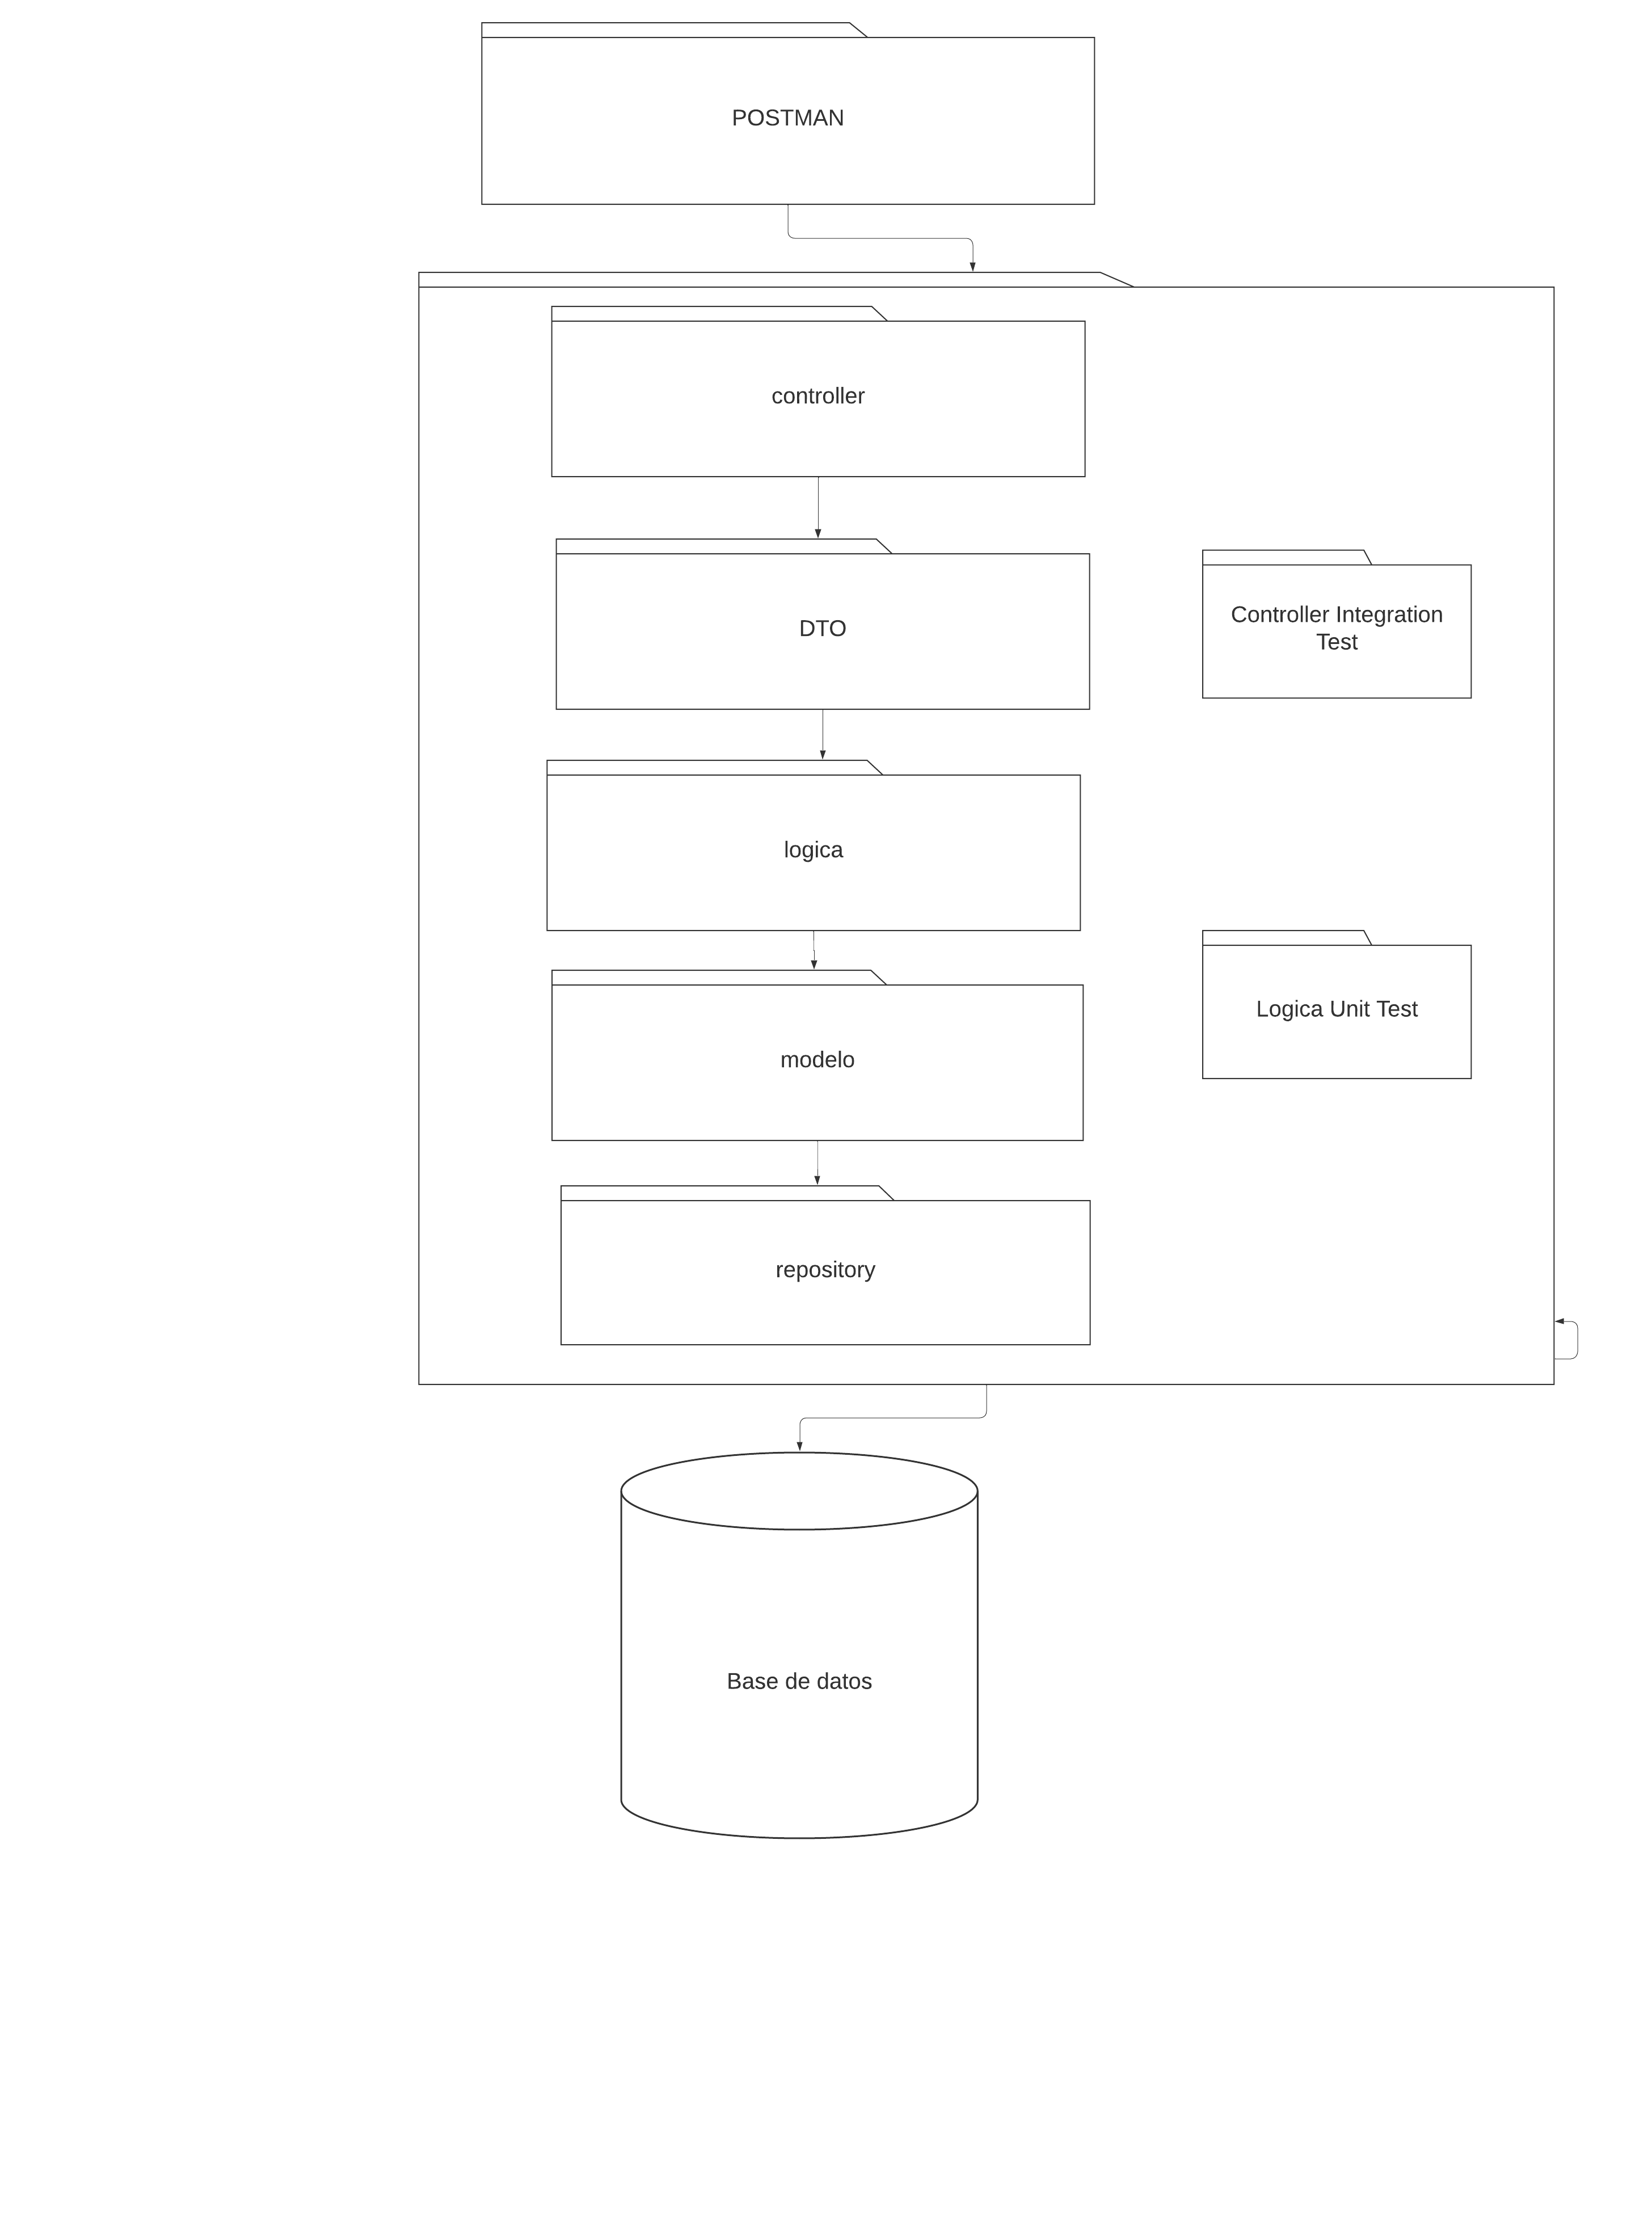 POSTMAN
controller
DTO
Controller Integration
Test
logica
Logica Unit Test
modelo
repository
Base de datos